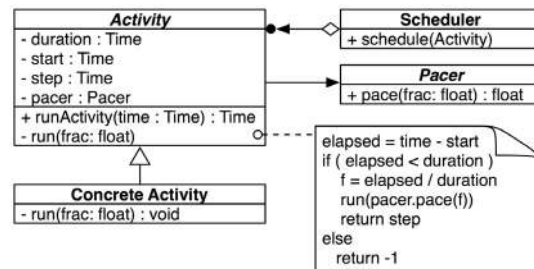 Activity
- duration : Time
- start : Time
- step : Time
- pacer : Pacer
+ runActivity(time : Time) : Time
- run(frac: float)
Concrete Activity
- run(frac: float) : void
Scheduler
+ schedule(Activity)
Pacer
+ pace(frac: float) : float
elapsed = time - start
if ( elapsed < duration )
f = elapsed / duration
run(pacer.pace(f))
return step
else
return -1